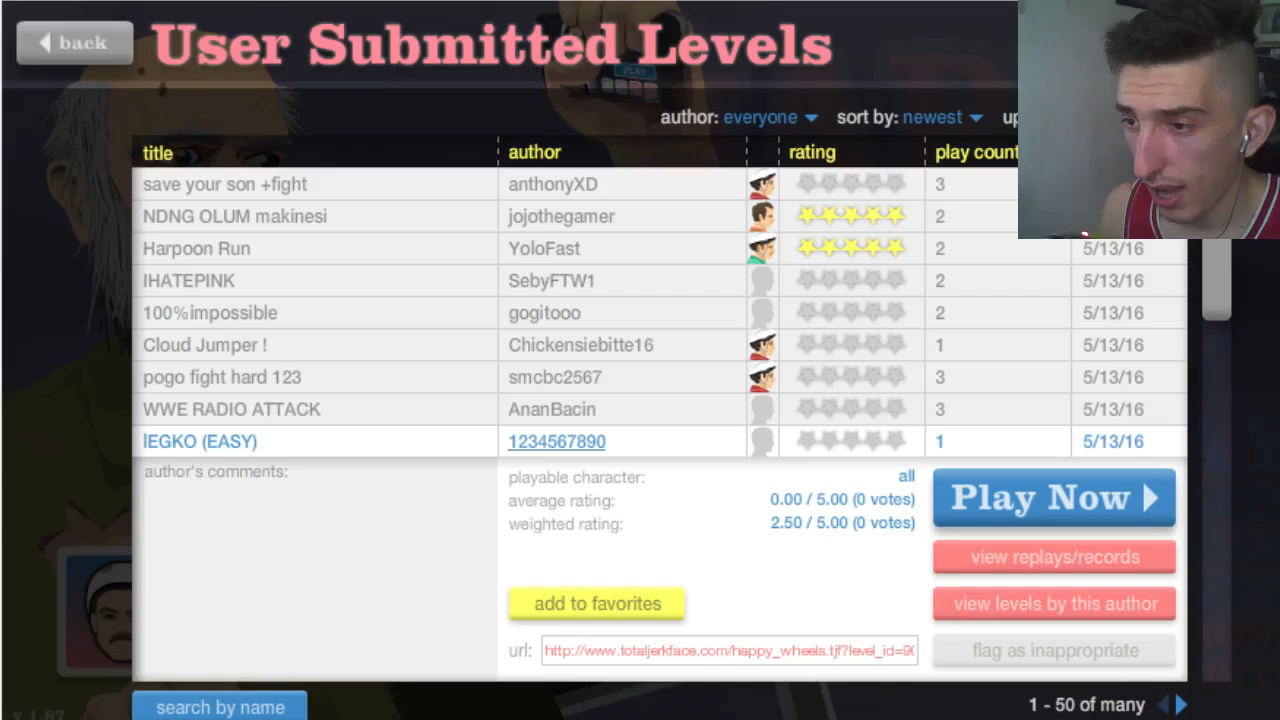 back
User Submitted Levels
PLAY
author: everyone sort by: newest up
title author rating play count
save your son +fight anthonyXD 3
NDNG OLUM makinesi jojothegamer 2
Harpoon Run YoloFast 2 5/13/16
IHATEPINK SebyFTW1 2 5/13/16
100%impossible gogitooo 2 5/13/16
Cloud Jumper ! Chickensiebitte16 1 5/13/16
pogo fight hard 123 smcbc2567 3 5/13/16
WWE RADIO ATTACK AnanBacin 3 5/13/16
lEGKO (EASY) 1234567890 1 5/13/16
author's comments:
playable character: all
average rating: 0.00 / 5.00 (0 votes)
weighted rating: 2.50 / 5.00 (0 votes)
Play Now
view replays/records
add to favorites
view levels by this author
url: http://www.totaljerkface.com/happy_wheels.tjf?level_id=9
flag as inappropriate
search by name
1 - 50 of many
v 1.87